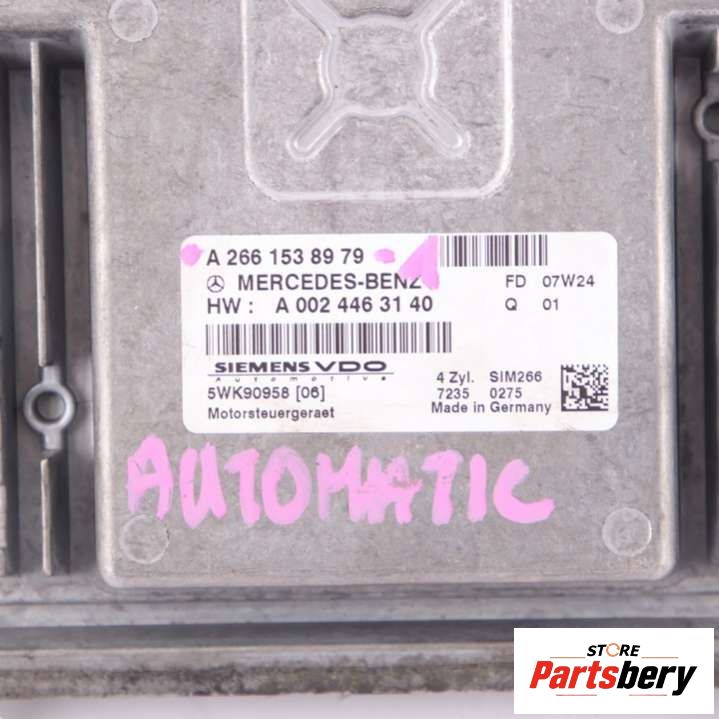 A 266 153 89 79 - 1
MERCEDES-BENZ FD 07W24
HW : A 002 446 31 40 Q 01
SIEMENS VDO
Automotive
5WK90958 [06] 4 Zyl. SIM266
7235 0275
Motorsteuergeraet Made in Germany
AUTOMATIC
STORE
Partsbery